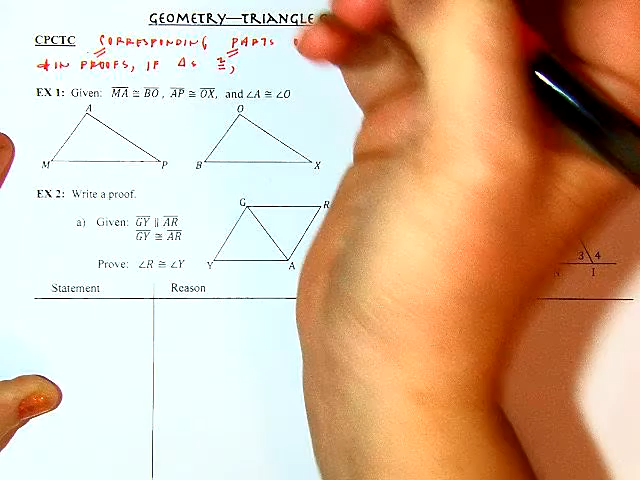 GEOMETRY—TRIANGLE
CPCTC CORRESPONDING PARTS
*IN PROOFS, IF Δs ≅,
EX 1: Given: MA ≅ BO, AP ≅ OX, and ∠A ≅ ∠O
A O
M P B X
EX 2: Write a proof.
G R
a) Given: GY ∥ AR
GY ≅ AR
3 4
Prove: ∠R ≅ ∠Y
Y A I
Statement Reason